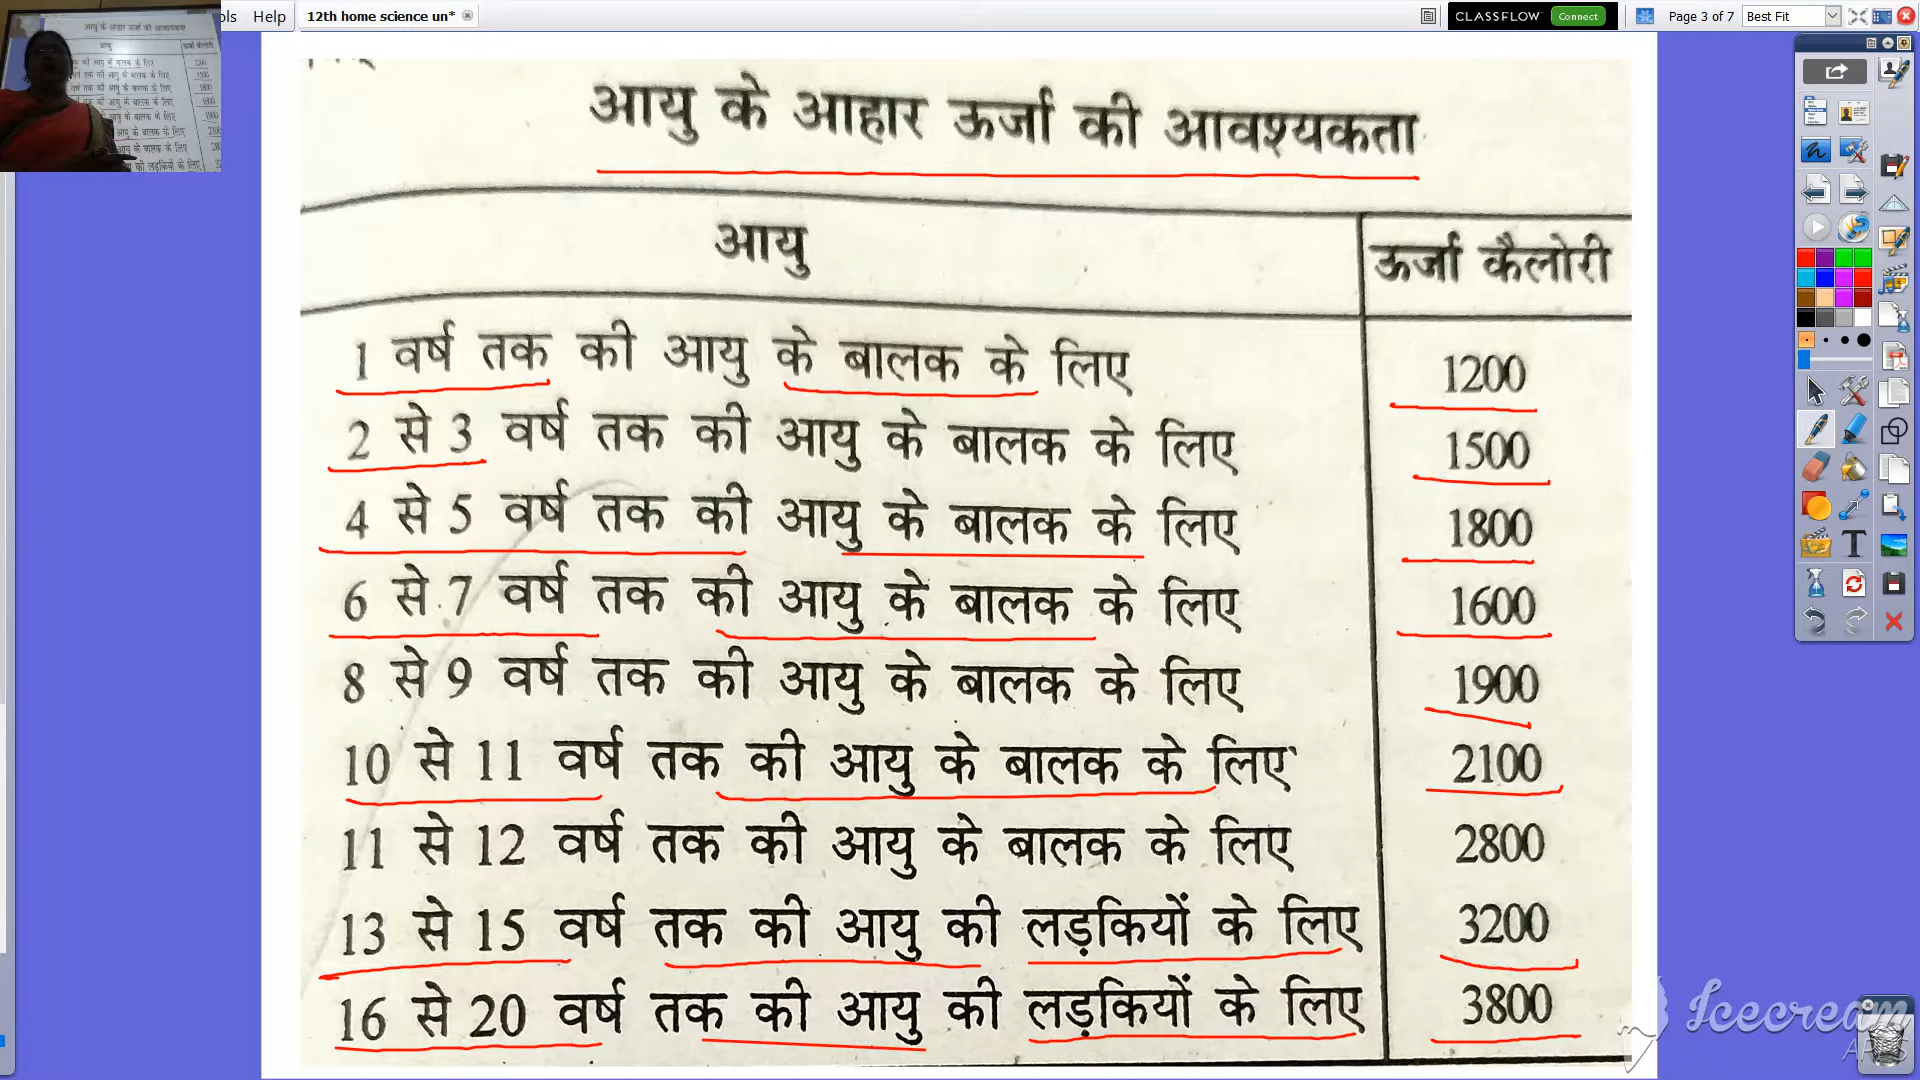 Help
12th home science un*
CLASSFLOW Connect
Page 3 of 7
Best Fit
आयु के आहार ऊर्जा की आवश्यकता
आयु ऊर्जा कैलोरी
1 वर्ष तक की आयु के बालक के लिए 1200
2 से 3 वर्ष तक की आयु के बालक के लिए 1500
4 से 5 वर्ष तक की आयु के बालक के लिए 1800
6 से 7 वर्ष तक की आयु के बालक के लिए 1600
8 से 9 वर्ष तक की आयु के बालक के लिए 1900
10 से 11 वर्ष तक की आयु के बालक के लिए 2100
11 से 12 वर्ष तक की आयु के बालक के लिए 2800
13 से 15 वर्ष तक की आयु की लड़कियों के लिए 3200
16 से 20 वर्ष तक की आयु की लड़कियों के लिए 3800
Icecream
APPS